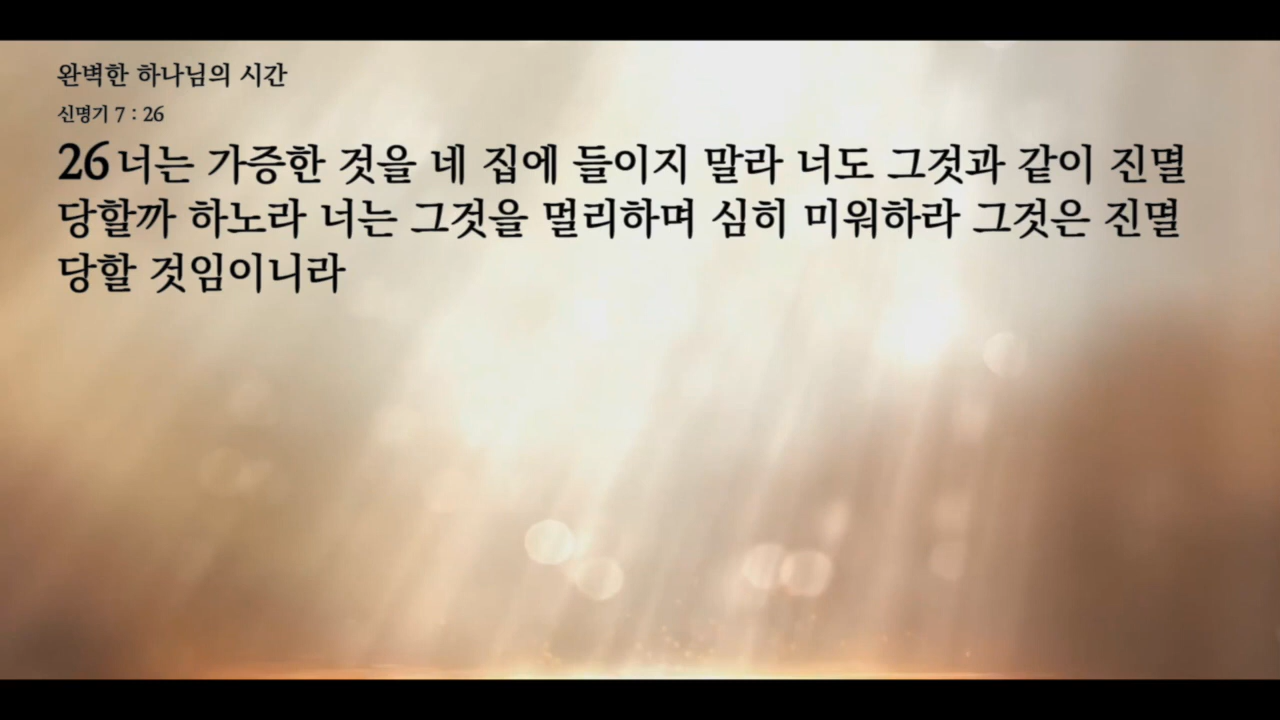 완벽한 하나님의 시간
신명기 7 : 26
26 너는 가증한 것을 네 집에 들이지 말라 너도 그것과 같이 진멸
당할까 하노라 너는 그것을 멀리하며 심히 미워하라 그것은 진멸
당할 것임이니라